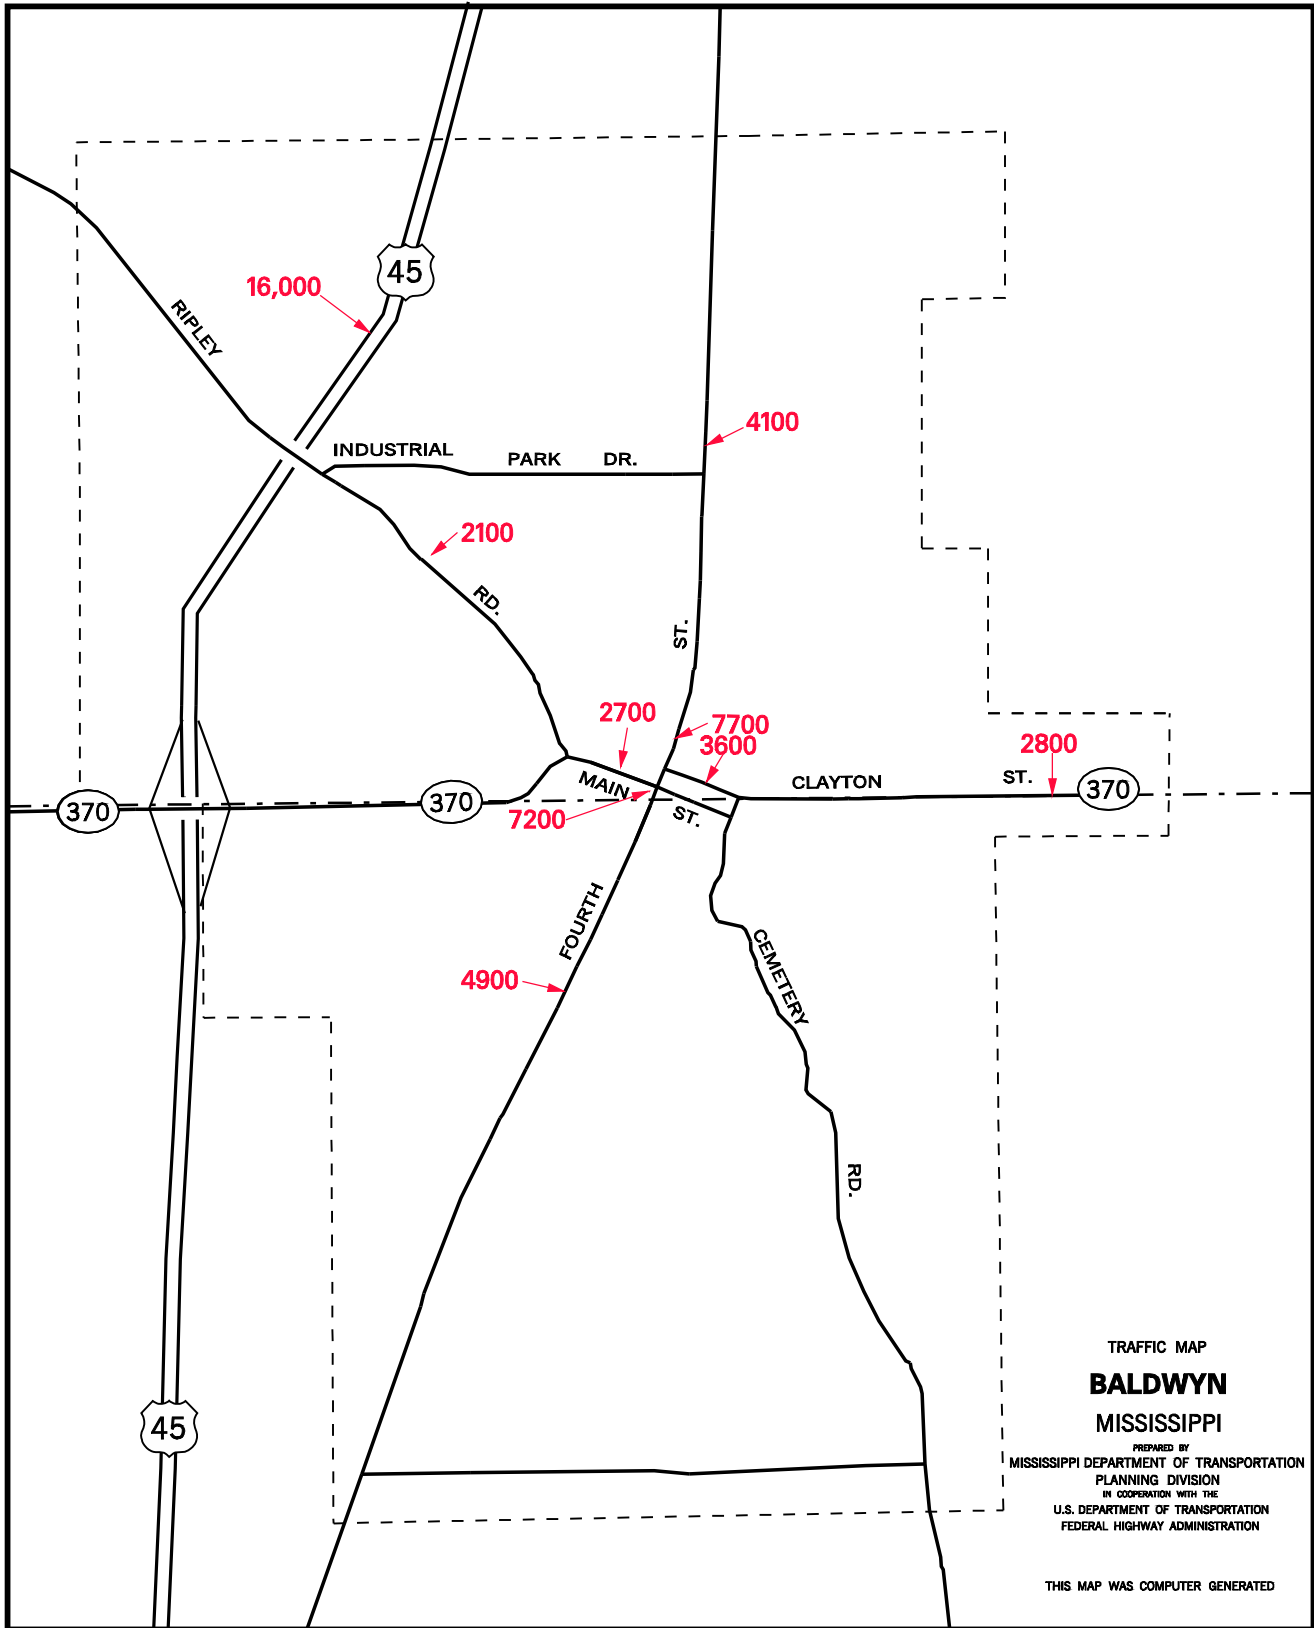 45
16,000
RIPLEY
4100
INDUSTRIAL PARK DR.
2100
RD.
ST.
2700
7700
3600
2800
MAIN
CLAYTON ST.
370
370
370
7200
ST.
FOURTH
CEMETERY
4900
RD.
45
TRAFFIC MAP
BALDWYN
MISSISSIPPI
PREPARED BY
MISSISSIPPI DEPARTMENT OF TRANSPORTATION
PLANNING DIVISION
IN COOPERATION WITH THE
U.S. DEPARTMENT OF TRANSPORTATION
FEDERAL HIGHWAY ADMINISTRATION
THIS MAP WAS COMPUTER GENERATED